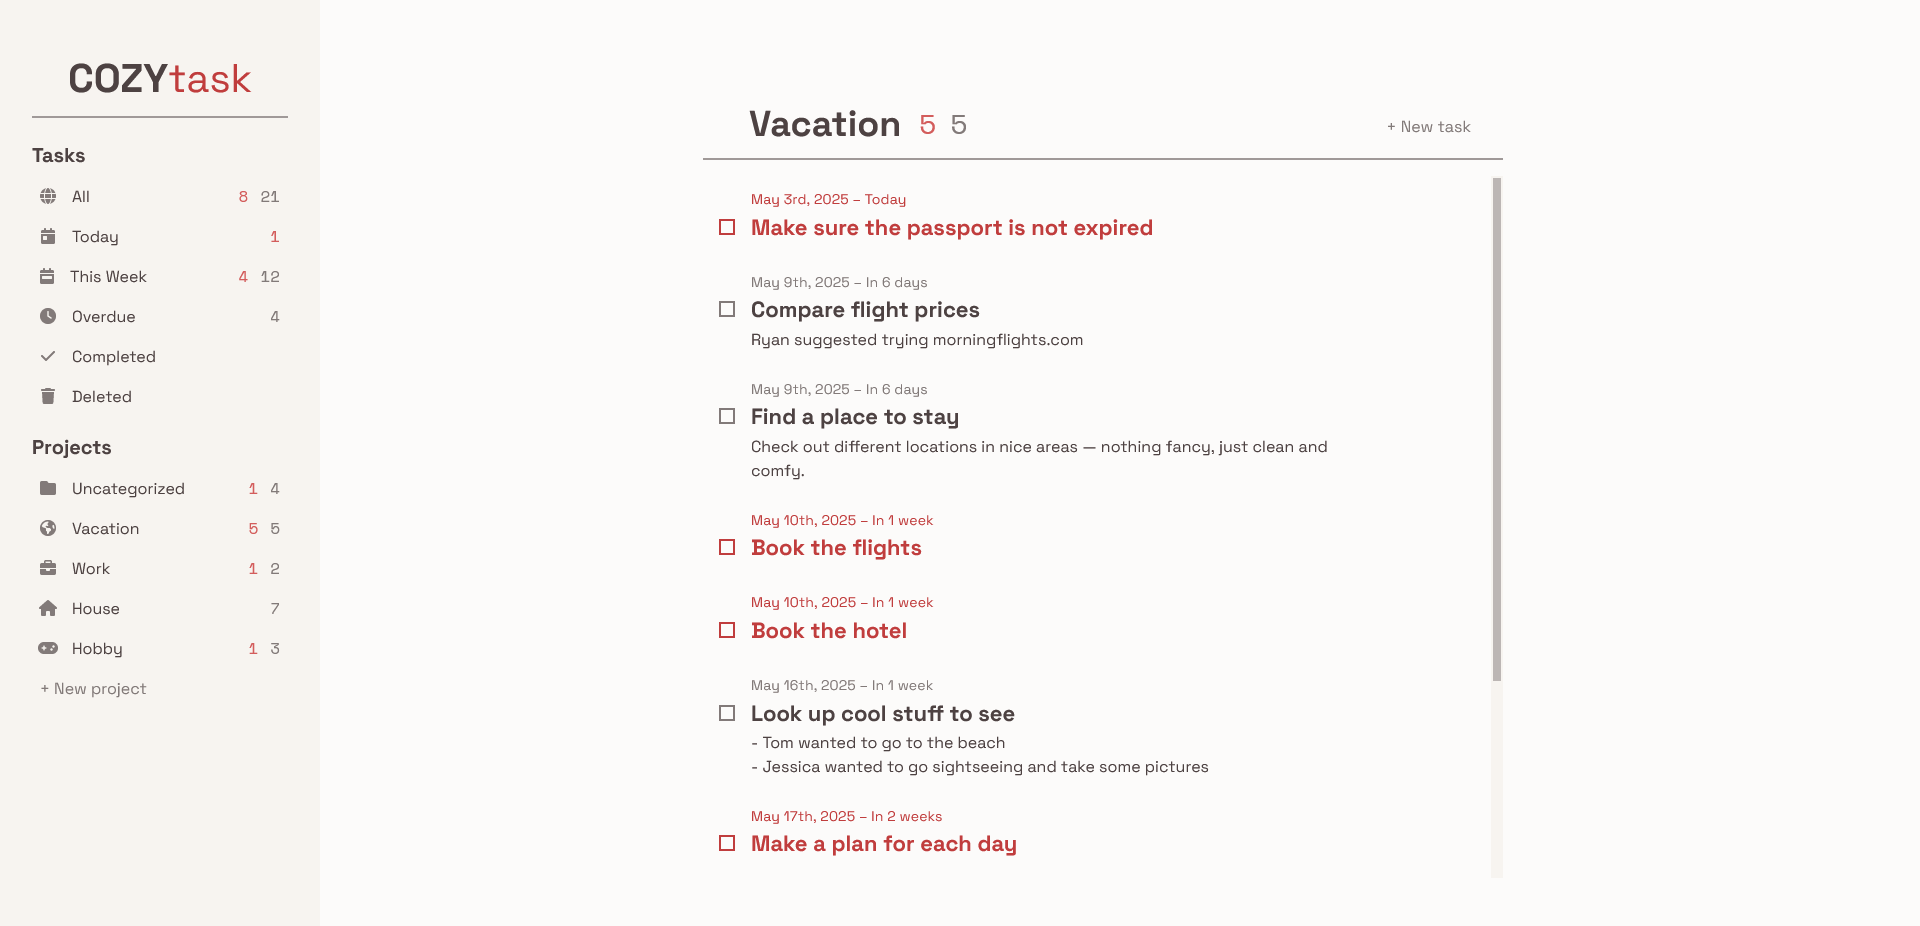 COZYtask
Tasks
All 8 21
Today 1
This Week 4 12
Overdue 4
Completed
Deleted
Projects
Uncategorized 1 4
Vacation 5 5
Work 1 2
House 7
Hobby 1 3
+ New project
Vacation 5 5
+ New task
May 3rd, 2025 – Today
Make sure the passport is not expired
May 9th, 2025 – In 6 days
Compare flight prices
Ryan suggested trying morningflights.com
May 9th, 2025 – In 6 days
Find a place to stay
Check out different locations in nice areas — nothing fancy, just clean and
comfy.
May 10th, 2025 – In 1 week
Book the flights
May 10th, 2025 – In 1 week
Book the hotel
May 16th, 2025 – In 1 week
Look up cool stuff to see
- Tom wanted to go to the beach
- Jessica wanted to go sightseeing and take some pictures
May 17th, 2025 – In 2 weeks
Make a plan for each day